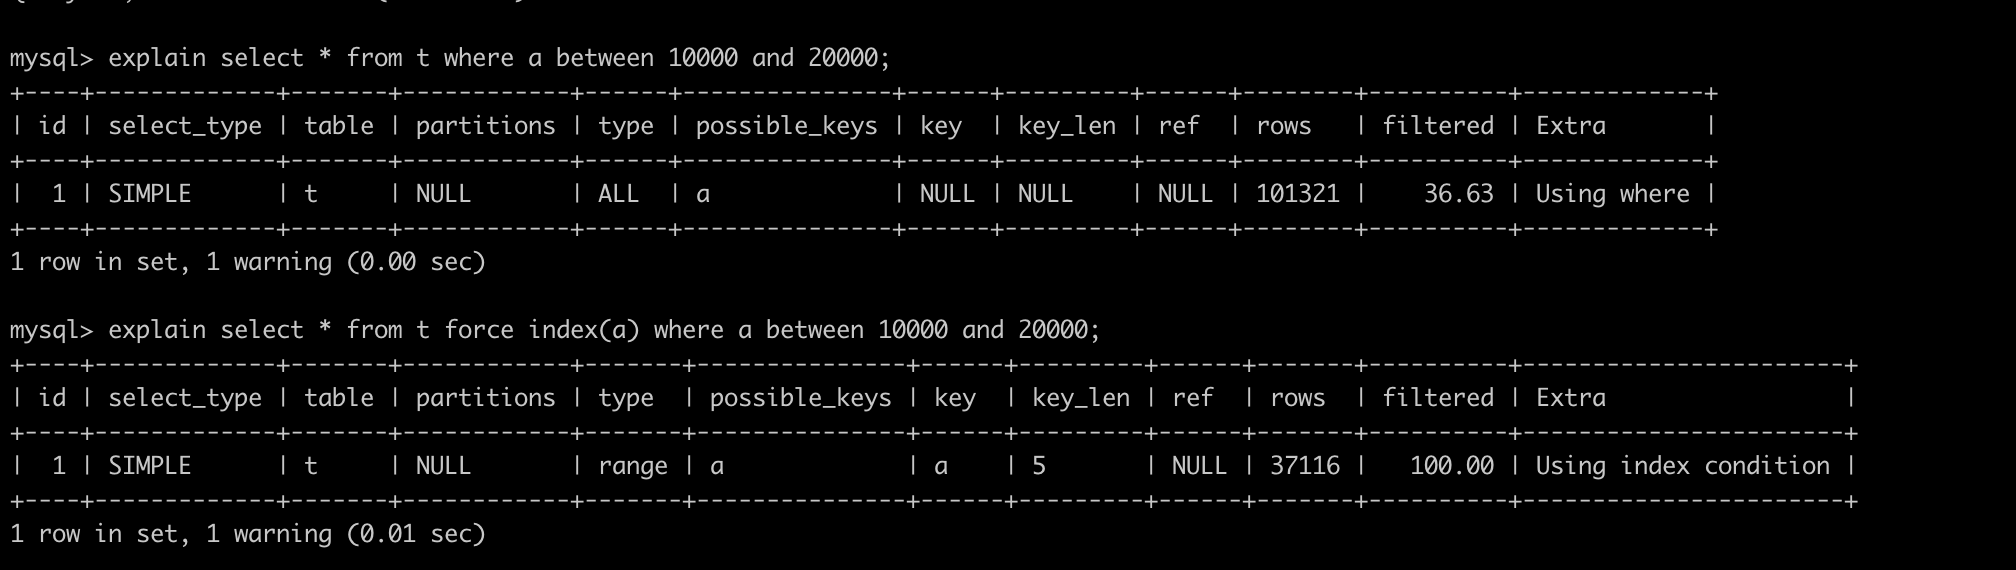 mysql> explain select * from t where a between 10000 and 20000;
+----+-------------+-------+------------+------+---------------+------+---------+------+--------+----------+-------------+
| id | select_type | table | partitions | type | possible_keys | key  | key_len | ref  | rows   | filtered | Extra       |
+----+-------------+-------+------------+------+---------------+------+---------+------+--------+----------+-------------+
|  1 | SIMPLE      | t     | NULL       | ALL  | a             | NULL | NULL    | NULL | 101321 |    36.63 | Using where |
+----+-------------+-------+------------+------+---------------+------+---------+------+--------+----------+-------------+
1 row in set, 1 warning (0.00 sec)
mysql> explain select * from t force index(a) where a between 10000 and 20000;
+----+-------------+-------+------------+-------+---------------+------+---------+------+-------+----------+-----------------------+
| id | select_type | table | partitions | type  | possible_keys | key  | key_len | ref  | rows  | filtered | Extra                 |
+----+-------------+-------+------------+-------+---------------+------+---------+------+-------+----------+-----------------------+
|  1 | SIMPLE      | t     | NULL       | range | a             | a    | 5       | NULL | 37116 |   100.00 | Using index condition |
+----+-------------+-------+------------+-------+---------------+------+---------+------+-------+----------+-----------------------+
1 row in set, 1 warning (0.01 sec)